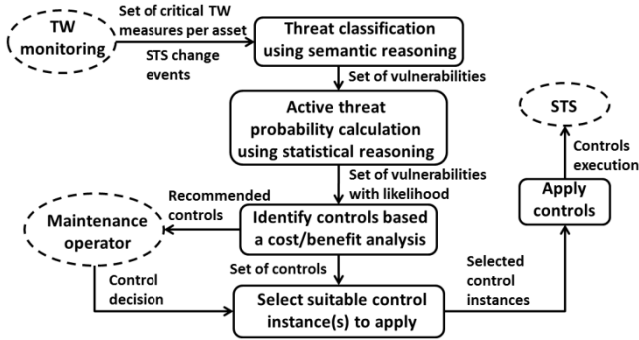 TW
monitoring
Set of critical TW
measures per asset
STS change
events
Threat classification
using semantic reasoning
Set of vulnerabilities
Active threat
probability calculation
using statistical reasoning
STS
Controls
execution
Set of vulnerabilities
with likelihood
Apply
controls
Recommended
controls
Maintenance
operator
Identify controls based
a cost/benefit analysis
Set of controls
Control
decision
Select suitable control
instance(s) to apply
Selected
control
instances